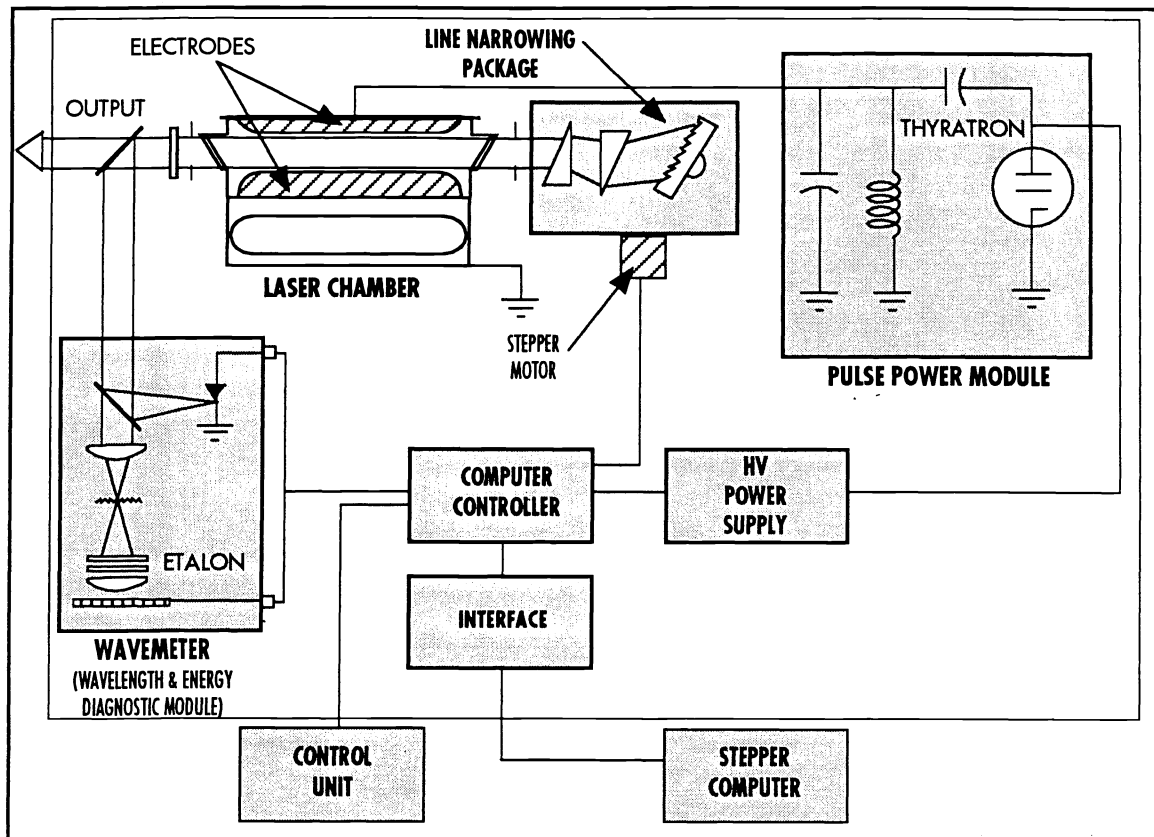 ELECTRODES
LINE NARROWING
PACKAGE
OUTPUT
THYRATRON
LASER CHAMBER
STEPPER
MOTOR
PULSE POWER MODULE
COMPUTER
CONTROLLER
HV
POWER
SUPPLY
ETALON
INTERFACE
WAVEMETER
(WAVELENGTH & ENERGY
DIAGNOSTIC MODULE)
CONTROL
UNIT
STEPPER
COMPUTER